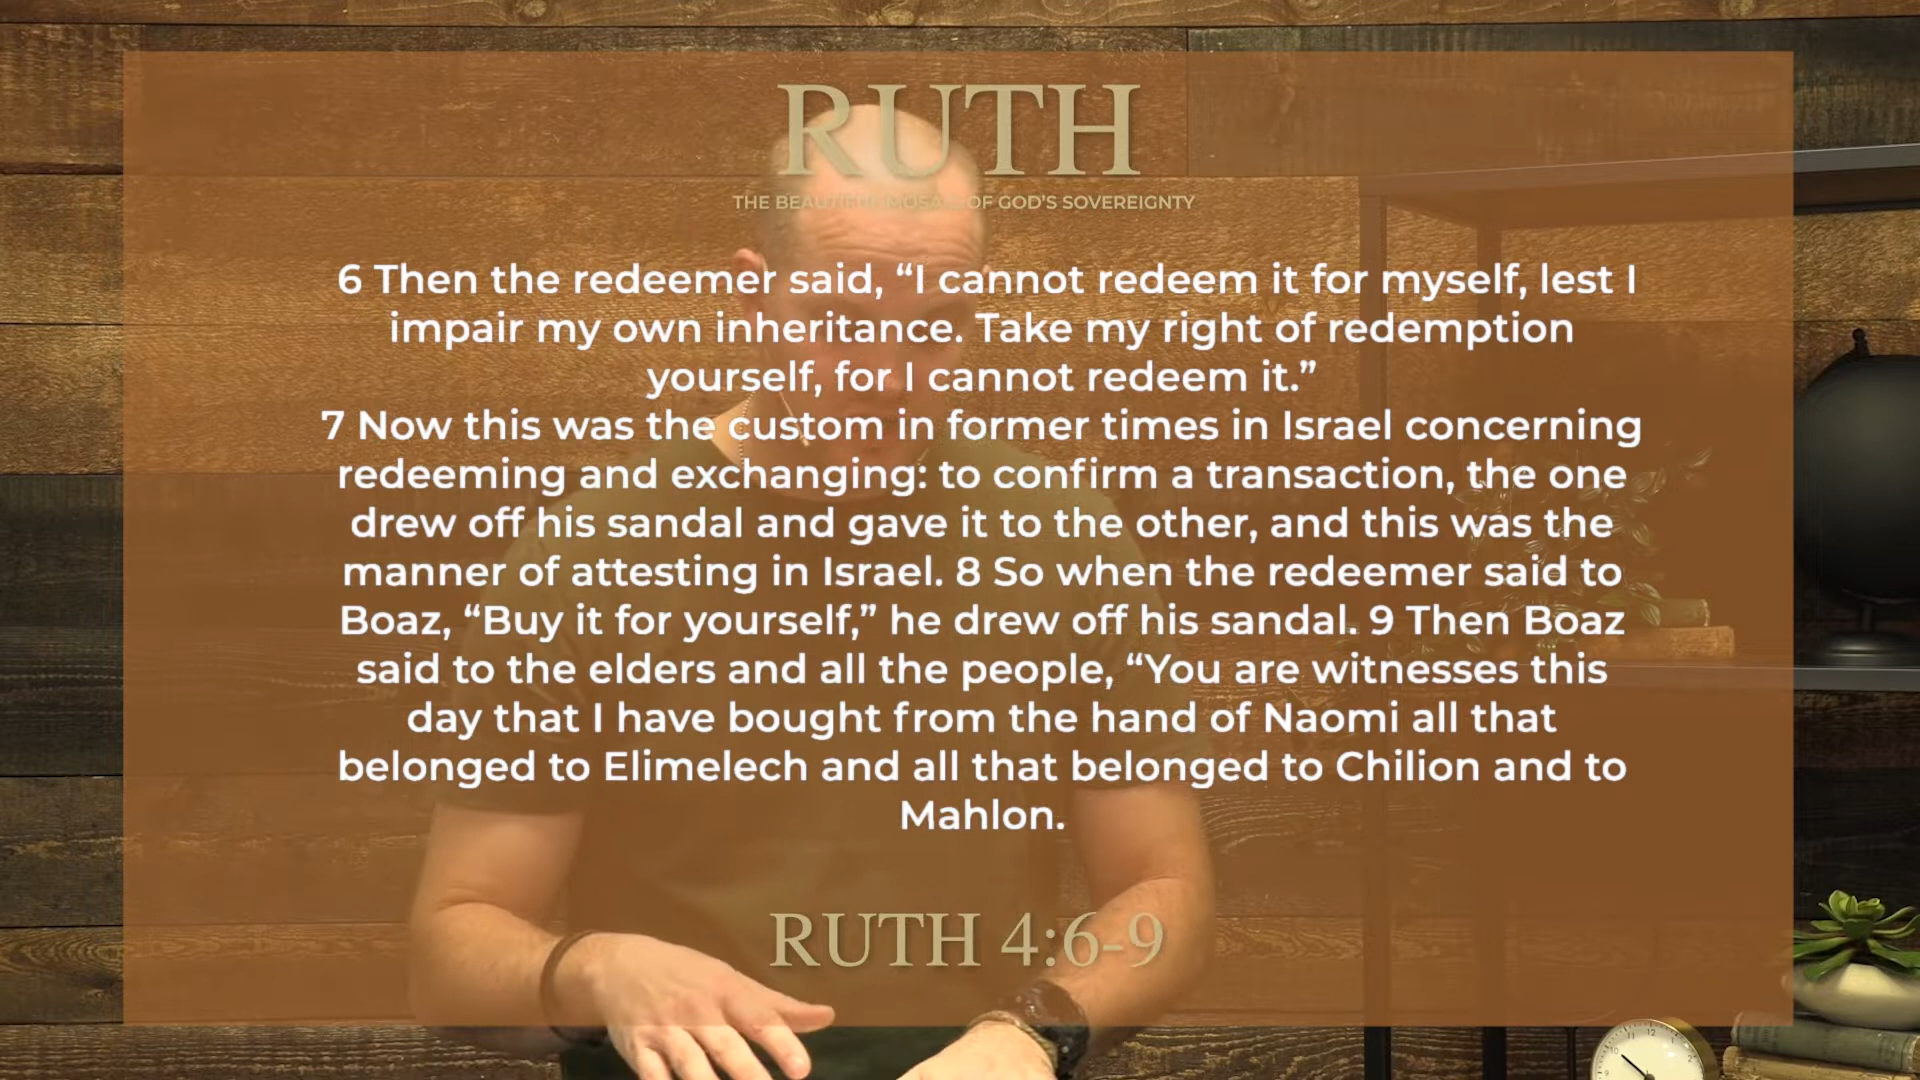 RUTH
THE BEAUTIFUL MOSAIC OF GOD'S SOVEREIGNTY
6 Then the redeemer said, “I cannot redeem it for myself, lest I
impair my own inheritance. Take my right of redemption
yourself, for I cannot redeem it.”
7 Now this was the custom in former times in Israel concerning
redeeming and exchanging: to confirm a transaction, the one
drew off his sandal and gave it to the other, and this was the
manner of attesting in Israel. 8 So when the redeemer said to
Boaz, “Buy it for yourself,” he drew off his sandal. 9 Then Boaz
said to the elders and all the people, “You are witnesses this
day that I have bought from the hand of Naomi all that
belonged to Elimelech and all that belonged to Chilion and to
Mahlon.
RUTH 4:6-9